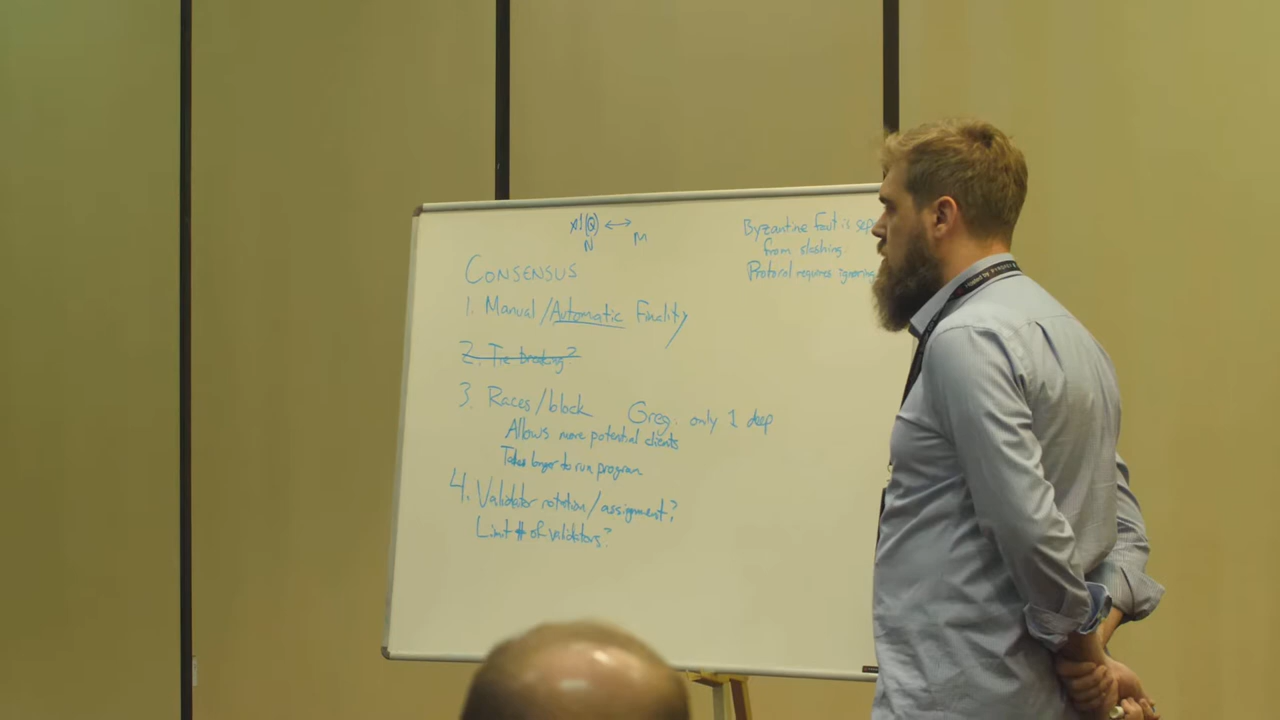 N
M
Byzantine fault is sep
from slashing.
Protocol requires ignoring
CONSENSUS
1. Manual/Automatic Finality
2. Tie breaking?
3. Races/block
Greg: only 1 deep
Allows more potential clients
Takes longer to run program
4. Validator rotation/assignment?
Limit # of validators?